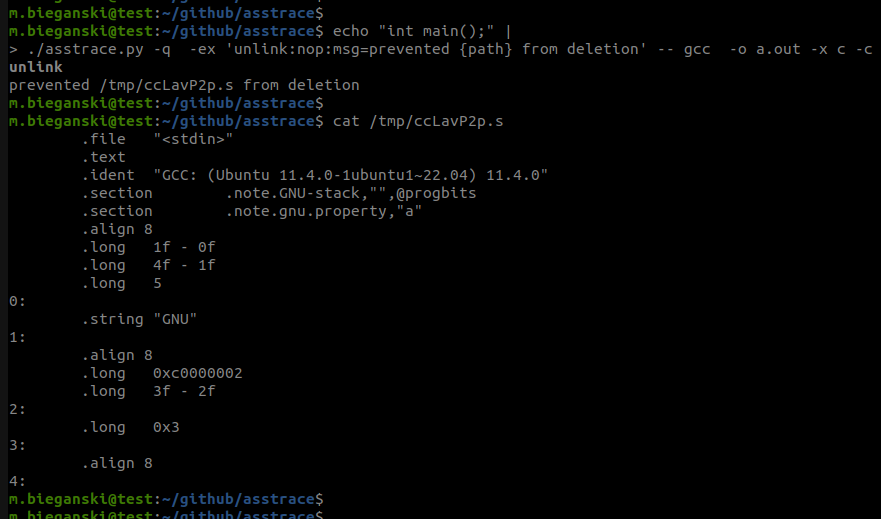 m.bieganski@test:~/github/asstrace$
m.bieganski@test:~/github/asstrace$ echo "int main();" |
> ./asstrace.py -q  -ex 'unlink:nop:msg=prevented {path} from deletion' -- gcc  -o a.out -x c -c
unlink
prevented /tmp/ccLavP2p.s from deletion
m.bieganski@test:~/github/asstrace$
m.bieganski@test:~/github/asstrace$ cat /tmp/ccLavP2p.s
        .file   "<stdin>"
        .text
        .ident  "GCC: (Ubuntu 11.4.0-1ubuntu1~22.04) 11.4.0"
        .section        .note.GNU-stack,"",@progbits
        .section        .note.gnu.property,"a"
        .align 8
        .long   1f - 0f
        .long   4f - 1f
        .long   5
0:
        .string "GNU"
1:
        .align 8
        .long   0xc0000002
        .long   3f - 2f
2:
        .long   0x3
3:
        .align 8
4:
m.bieganski@test:~/github/asstrace$
m.bieganski@test:~/github/asstrace$